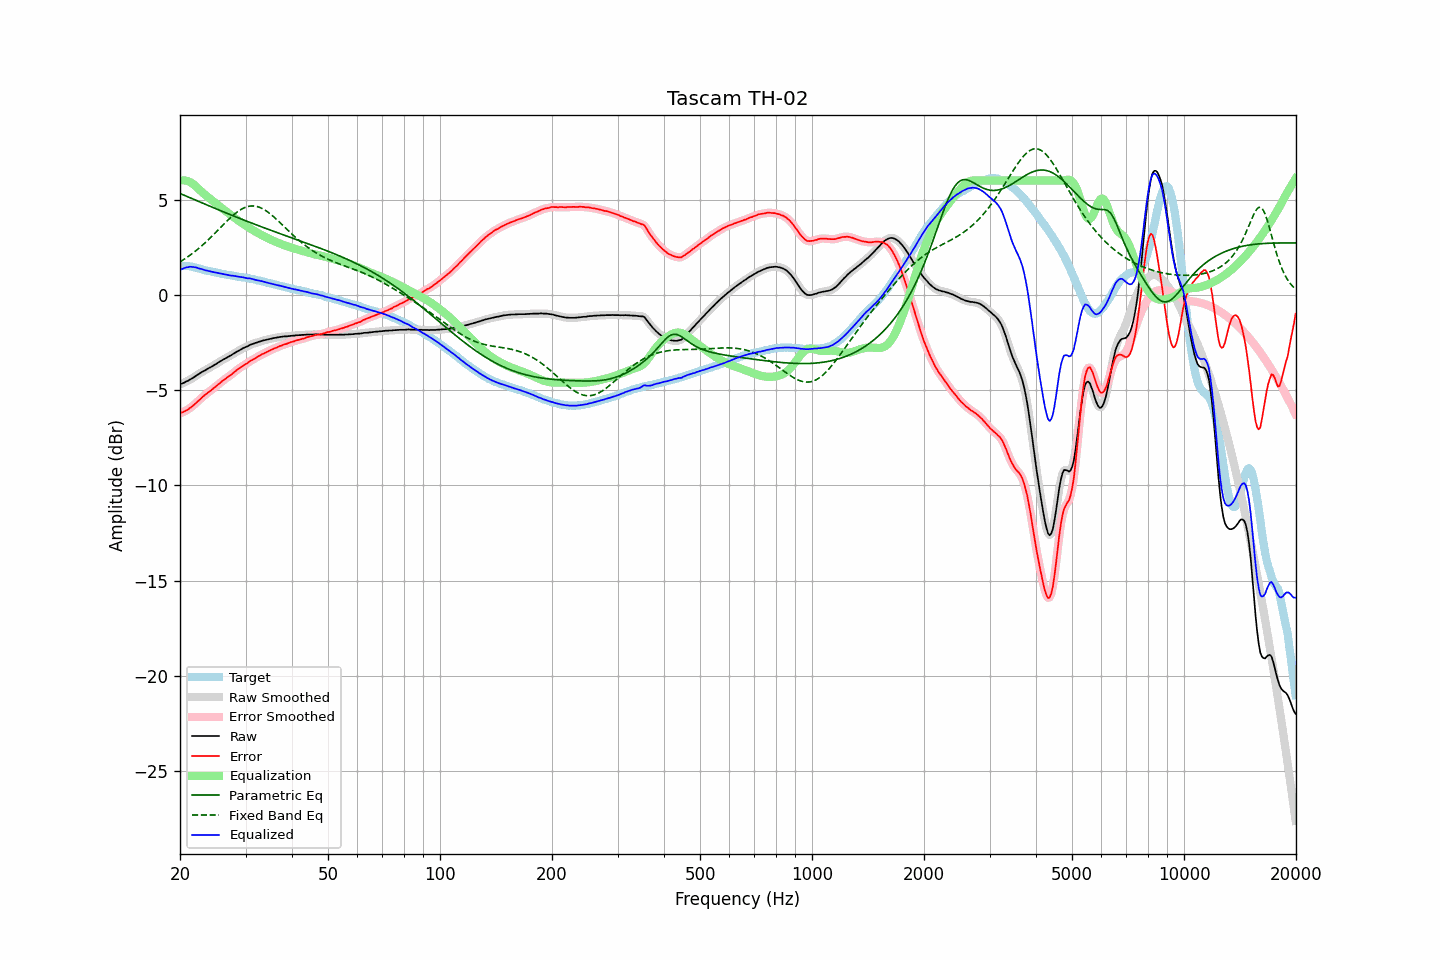 Tascam TH-02
Amplitude (dBr)
5
0
−5
−10
−15
−20
−25
Target
Raw Smoothed
Error Smoothed
Raw
Error
Equalization
Parametric Eq
Fixed Band Eq
Equalized
20 50 100 200 500 1000 2000 5000 10000 20000
Frequency (Hz)